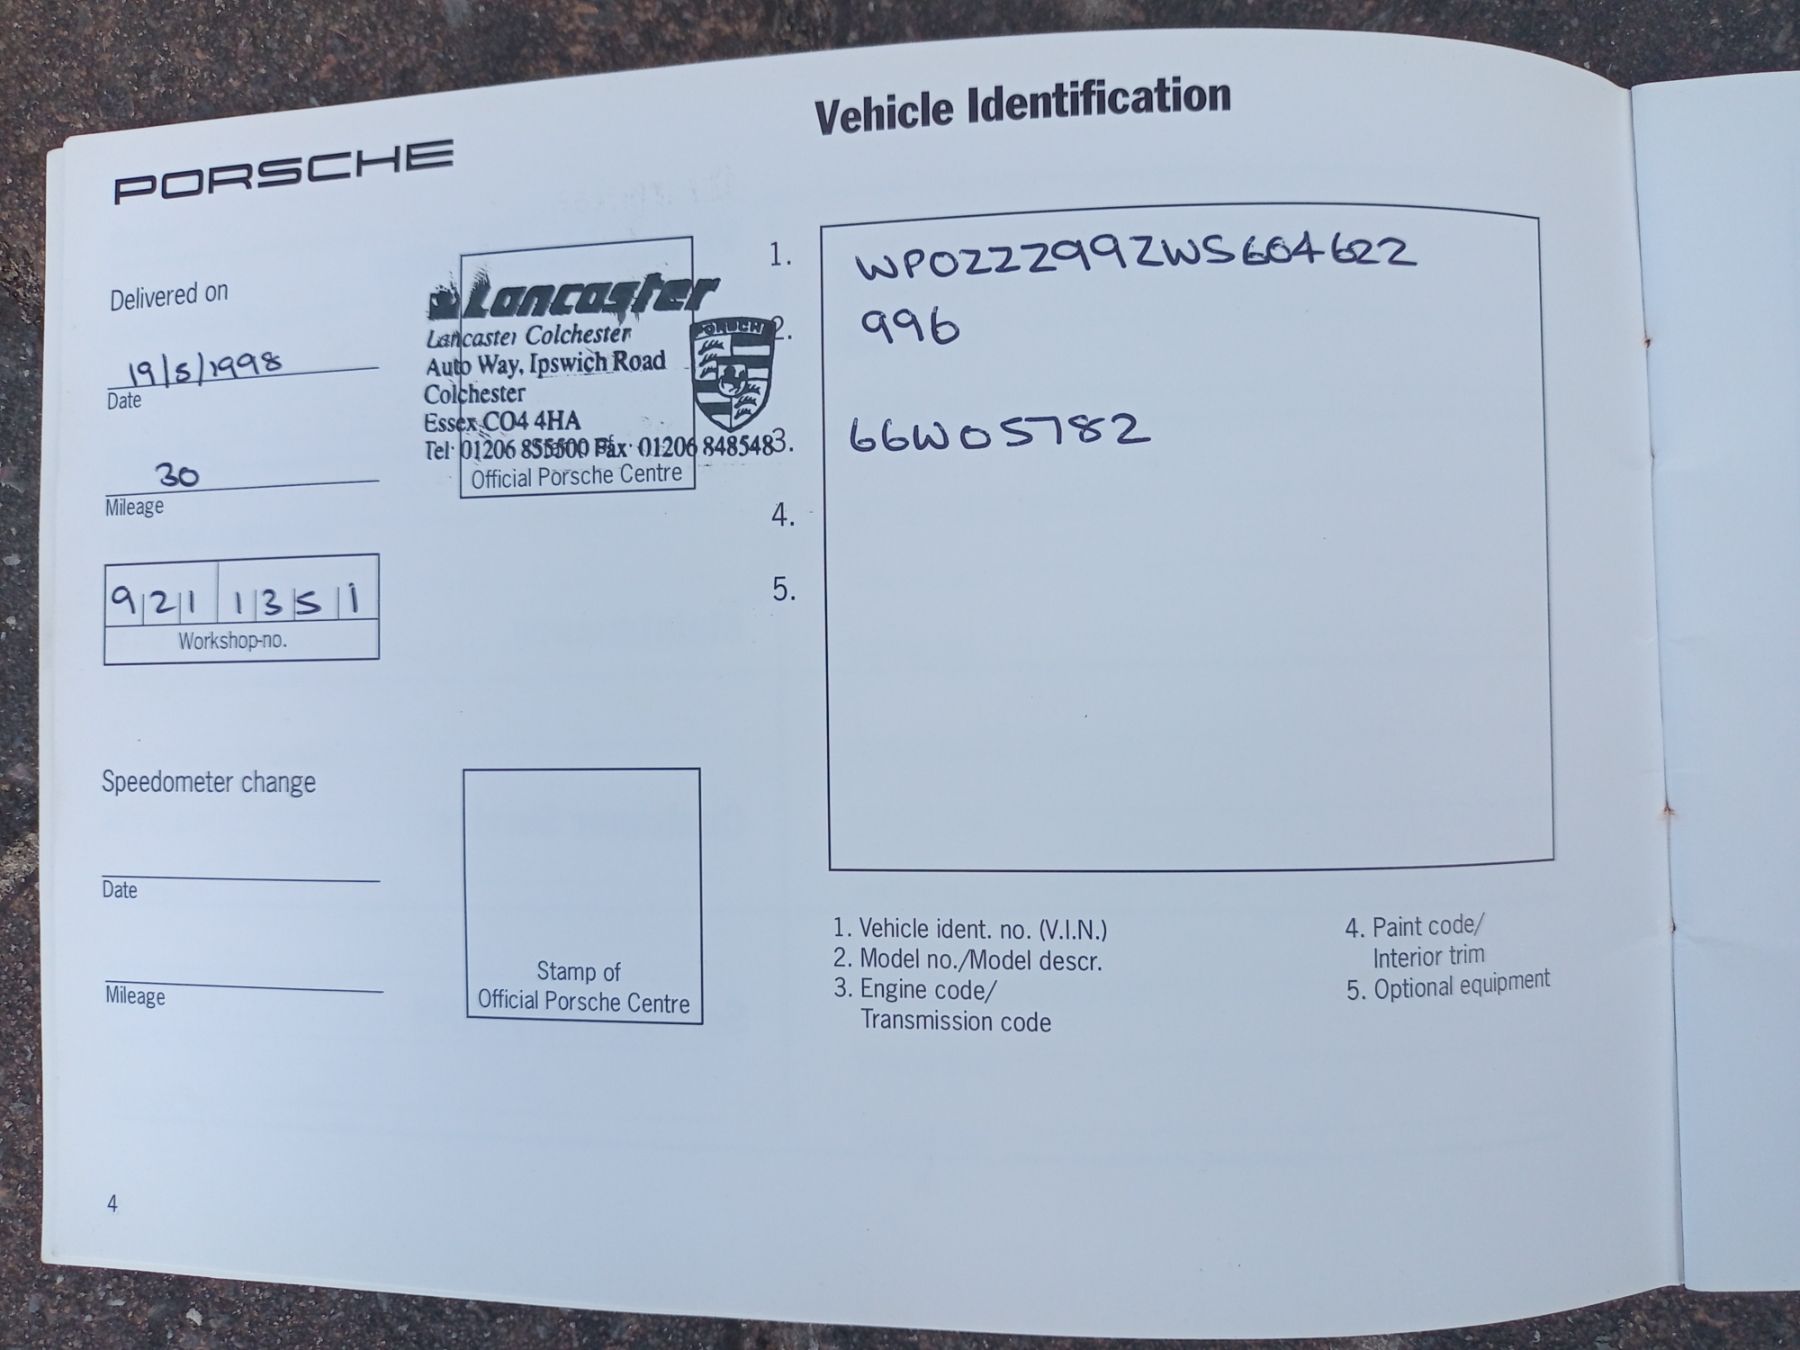 PORSCHE
Vehicle Identification
Delivered on
19/5/1998
Date
30
Mileage
921 1351
Workshop-no.
Lancaster
Lancaster Colchester
Auto Way, Ipswich Road
Colchester
Essex CO4 4HA
Tel: 01206 855500 Fax: 01206 848548
PORSCHE
Official Porsche Centre
1. WP0ZZZ99ZWS604622
2. 996
3. 66W05782
4.
5.
Speedometer change
Date
Mileage
Stamp of
Official Porsche Centre
1. Vehicle ident. no. (V.I.N.)
2. Model no./Model descr.
3. Engine code/
Transmission code
4. Paint code/
Interior trim
5. Optional equipment
4